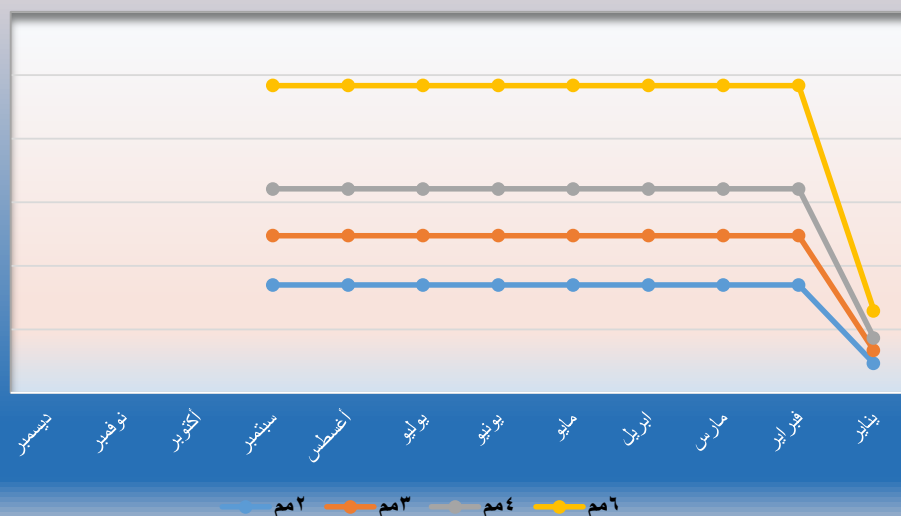 يناير
فبراير
مارس
ابريل
مايو
يونيو
يوليو
أغسطس
سبتمبر
أكتوبر
نوفمبر
ديسمبر
٢مم ٣مم ٤مم ٦مم